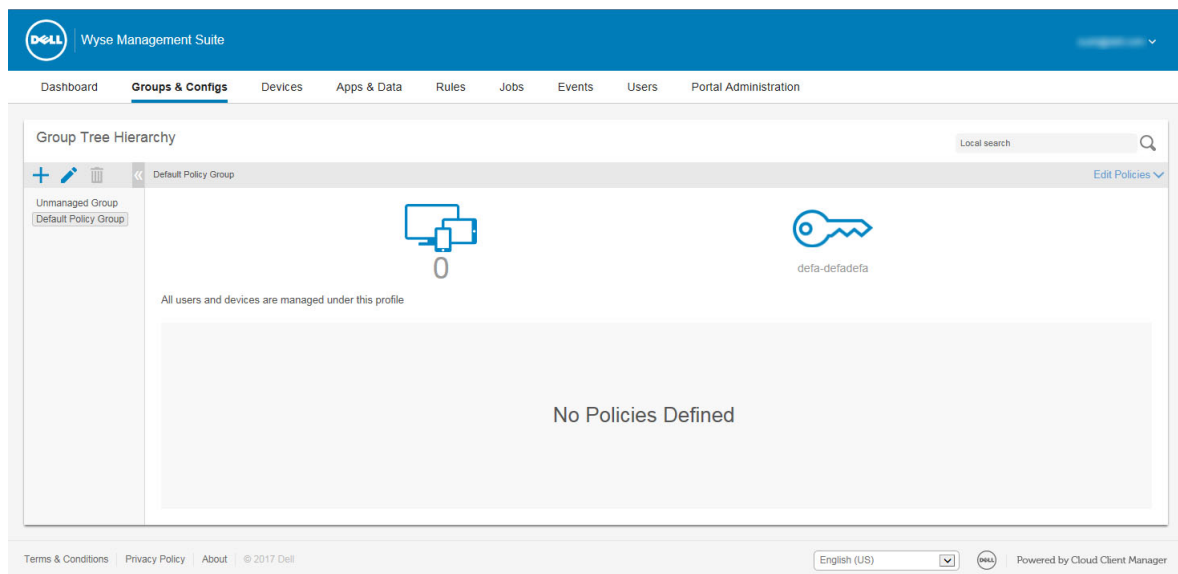 DELL Wyse Management Suite
Dashboard Groups & Configs Devices Apps & Data Rules Jobs Events Users Portal Administration
Group Tree Hierarchy
Local search
Default Policy Group
Edit Policies
Unmanaged Group
Default Policy Group
0
defa-defadefa
All users and devices are managed under this profile
No Policies Defined
Terms & Conditions Privacy Policy About © 2017 Dell English (US) DELL Powered by Cloud Client Manager